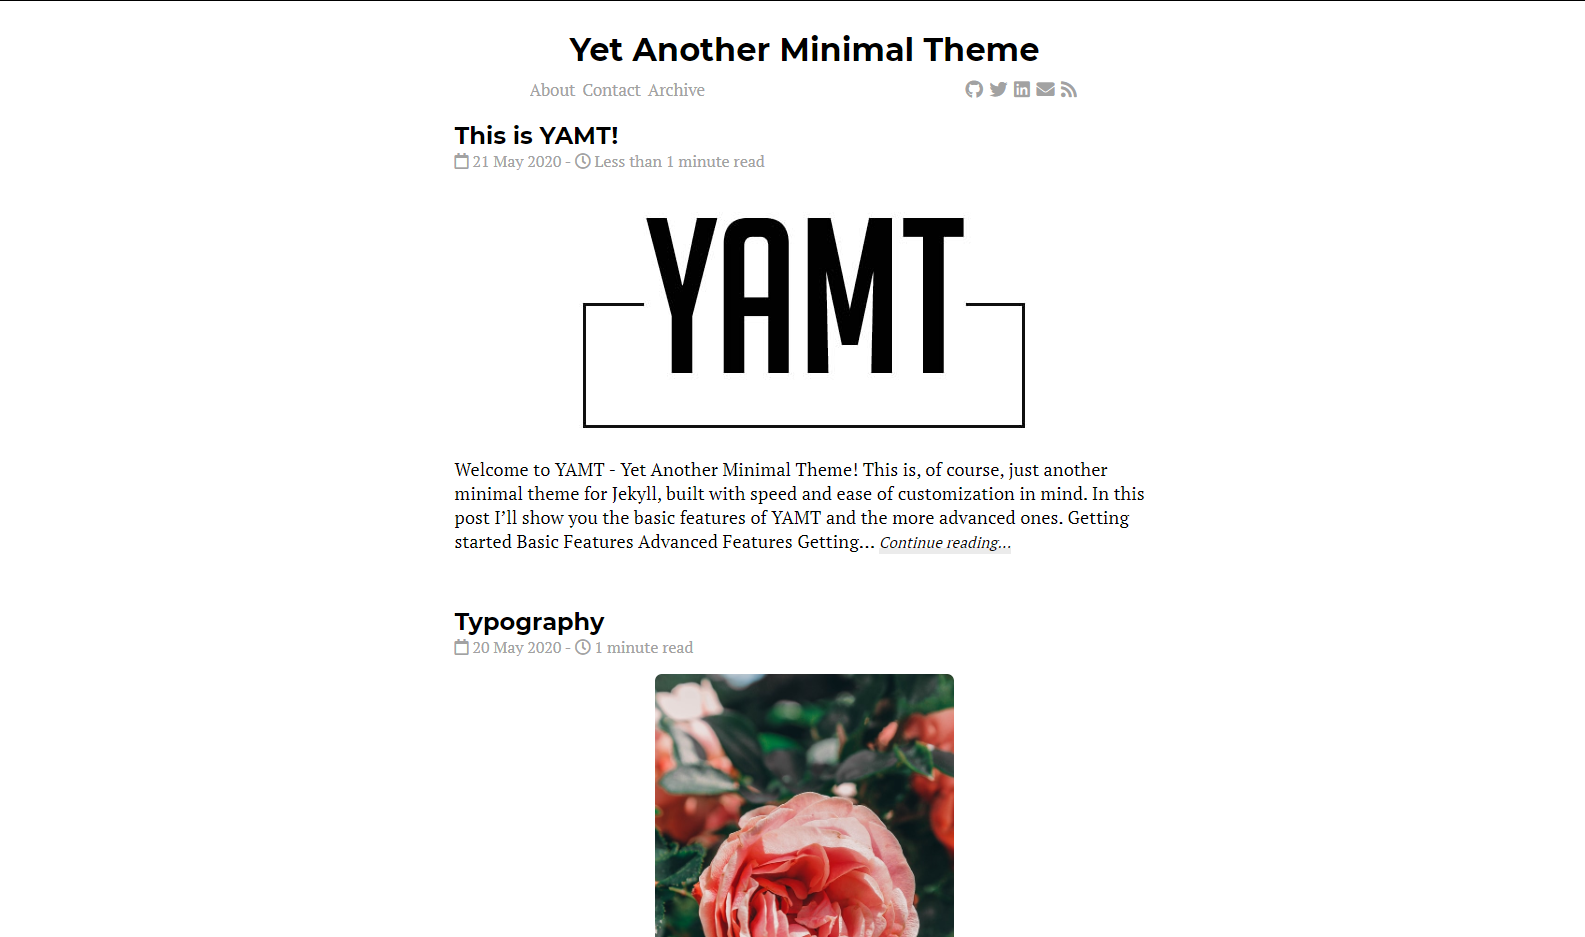 Yet Another Minimal Theme
About Contact Archive
This is YAMT!
21 May 2020 - Less than 1 minute read
YAMT
Welcome to YAMT - Yet Another Minimal Theme! This is, of course, just another
minimal theme for Jekyll, built with speed and ease of customization in mind. In this
post I’ll show you the basic features of YAMT and the more advanced ones. Getting
started Basic Features Advanced Features Getting... Continue reading...
Typography
20 May 2020 - 1 minute read